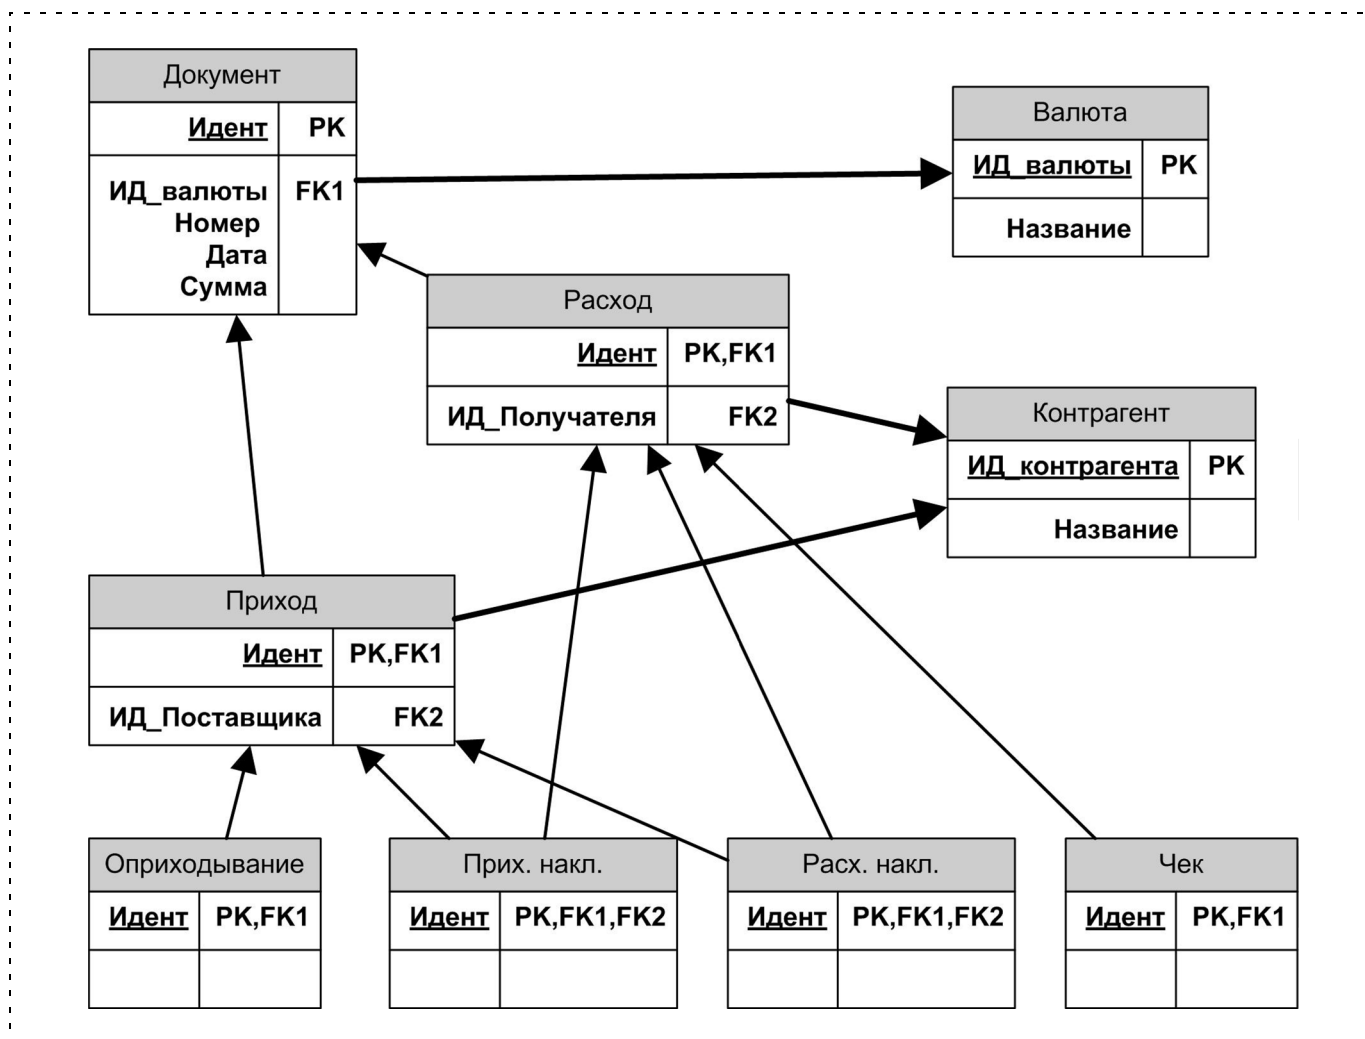 Документ
Идент PK
ИД_валюты FK1
Номер
Дата
Сумма
Валюта
ИД_валюты PK
Название
Расход
Идент PK,FK1
ИД_Получателя FK2
Контрагент
ИД_контрагента PK
Название
Приход
Идент PK,FK1
ИД_Поставщика FK2
Оприходывание
Идент PK,FK1
Прих. накл.
Идент PK,FK1,FK2
Расх. накл.
Идент PK,FK1,FK2
Чек
Идент PK,FK1